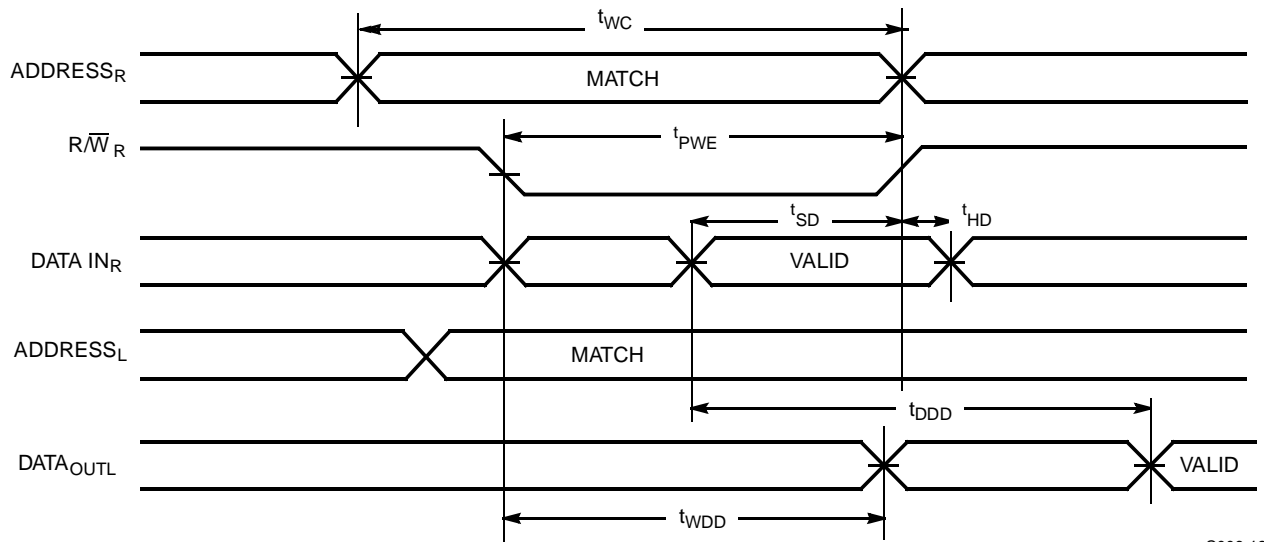 tWC
ADDRESSR
MATCH
R/W̅ R
tPWE
tSD
tHD
DATA INR
VALID
ADDRESSL
MATCH
tDDD
DATAOUTL
VALID
tWDD